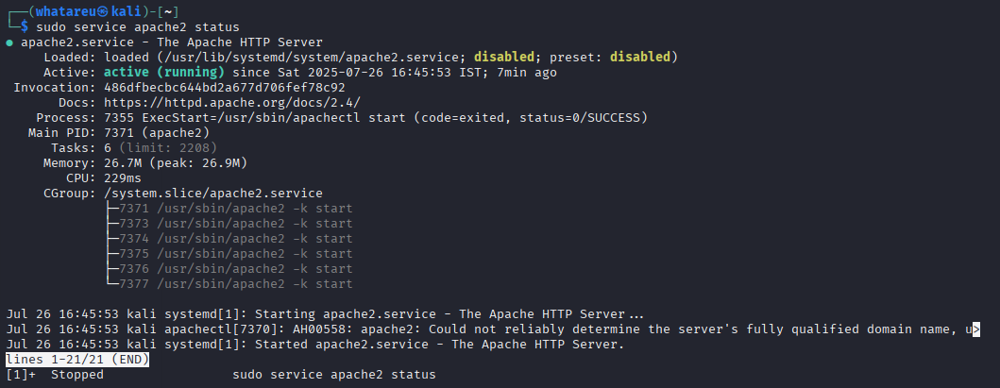 ┌──(whatareu㉿kali)-[~]
└─$ sudo service apache2 status
● apache2.service - The Apache HTTP Server
     Loaded: loaded (/usr/lib/systemd/system/apache2.service; disabled; preset: disabled)
     Active: active (running) since Sat 2025-07-26 16:45:53 IST; 7min ago
 Invocation: 486dfbecbc644bd2a677d706fef78c92
       Docs: https://httpd.apache.org/docs/2.4/
    Process: 7355 ExecStart=/usr/sbin/apachectl start (code=exited, status=0/SUCCESS)
   Main PID: 7371 (apache2)
      Tasks: 6 (limit: 2208)
     Memory: 26.7M (peak: 26.9M)
        CPU: 229ms
     CGroup: /system.slice/apache2.service
             ├─7371 /usr/sbin/apache2 -k start
             ├─7373 /usr/sbin/apache2 -k start
             ├─7374 /usr/sbin/apache2 -k start
             ├─7375 /usr/sbin/apache2 -k start
             ├─7376 /usr/sbin/apache2 -k start
             └─7377 /usr/sbin/apache2 -k start

Jul 26 16:45:53 kali systemd[1]: Starting apache2.service - The Apache HTTP Server...
Jul 26 16:45:53 kali apachectl[7370]: AH00558: apache2: Could not reliably determine the server's fully qualified domain name, u>
Jul 26 16:45:53 kali systemd[1]: Started apache2.service - The Apache HTTP Server.
lines 1-21/21 (END)
[1]+  Stopped                 sudo service apache2 status